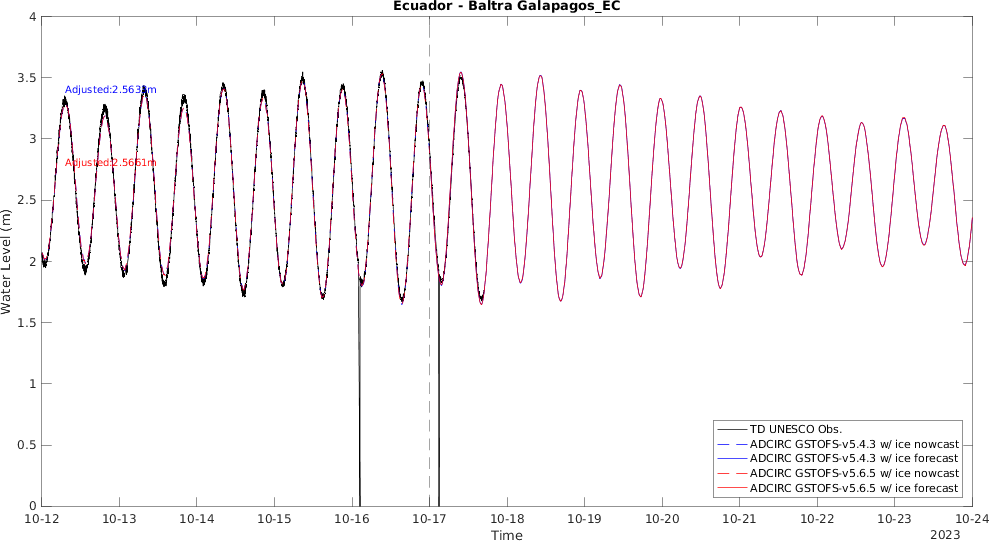 Ecuador - Baltra Galapagos_EC
4
3.5
3
2.5
2
1.5
1
0.5
0
Water Level (m)
Adjusted:2.5633m
Adjusted:2.5661m
TD UNESCO Obs.
ADCIRC GSTOFS-v5.4.3 w/ ice nowcast
ADCIRC GSTOFS-v5.4.3 w/ ice forecast
ADCIRC GSTOFS-v5.6.5 w/ ice nowcast
ADCIRC GSTOFS-v5.6.5 w/ ice forecast
10-12 10-13 10-14 10-15 10-16 10-17 10-18 10-19 10-20 10-21 10-22 10-23 10-24
Time
2023